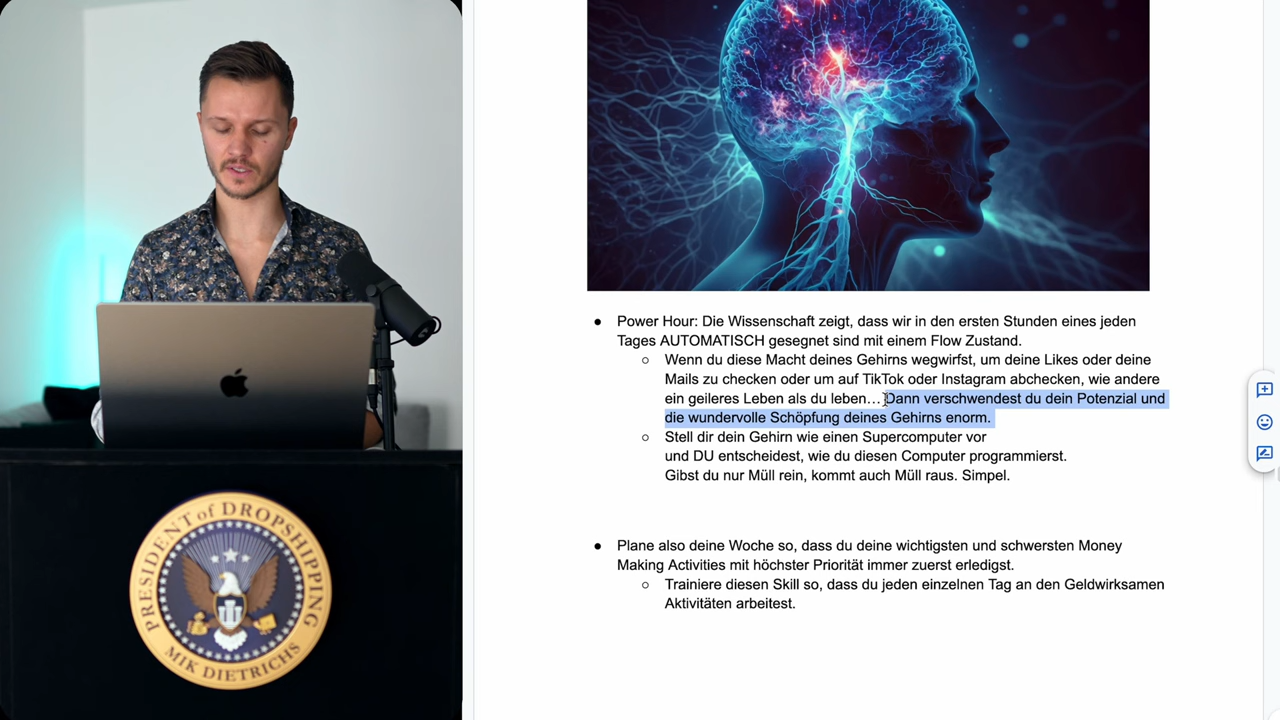 PRESIDENT of DROPSHIPPING
MIK DIETRICHS
● Power Hour: Die Wissenschaft zeigt, dass wir in den ersten Stunden eines jeden
Tages AUTOMATISCH gesegnet sind mit einem Flow Zustand.
○ Wenn du diese Macht deines Gehirns wegwirfst, um deine Likes oder deine
Mails zu checken oder um auf TikTok oder Instagram abchecken, wie andere
ein geileres Leben als du leben… Dann verschwendest du dein Potenzial und
die wundervolle Schöpfung deines Gehirns enorm.
○ Stell dir dein Gehirn wie einen Supercomputer vor
und DU entscheidest, wie du diesen Computer programmierst.
Gibst du nur Müll rein, kommt auch Müll raus. Simpel.
● Plane also deine Woche so, dass du deine wichtigsten und schwersten Money
Making Activities mit höchster Priorität immer zuerst erledigst.
○ Trainiere diesen Skill so, dass du jeden einzelnen Tag an den Geldwirksamen
Aktivitäten arbeitest.